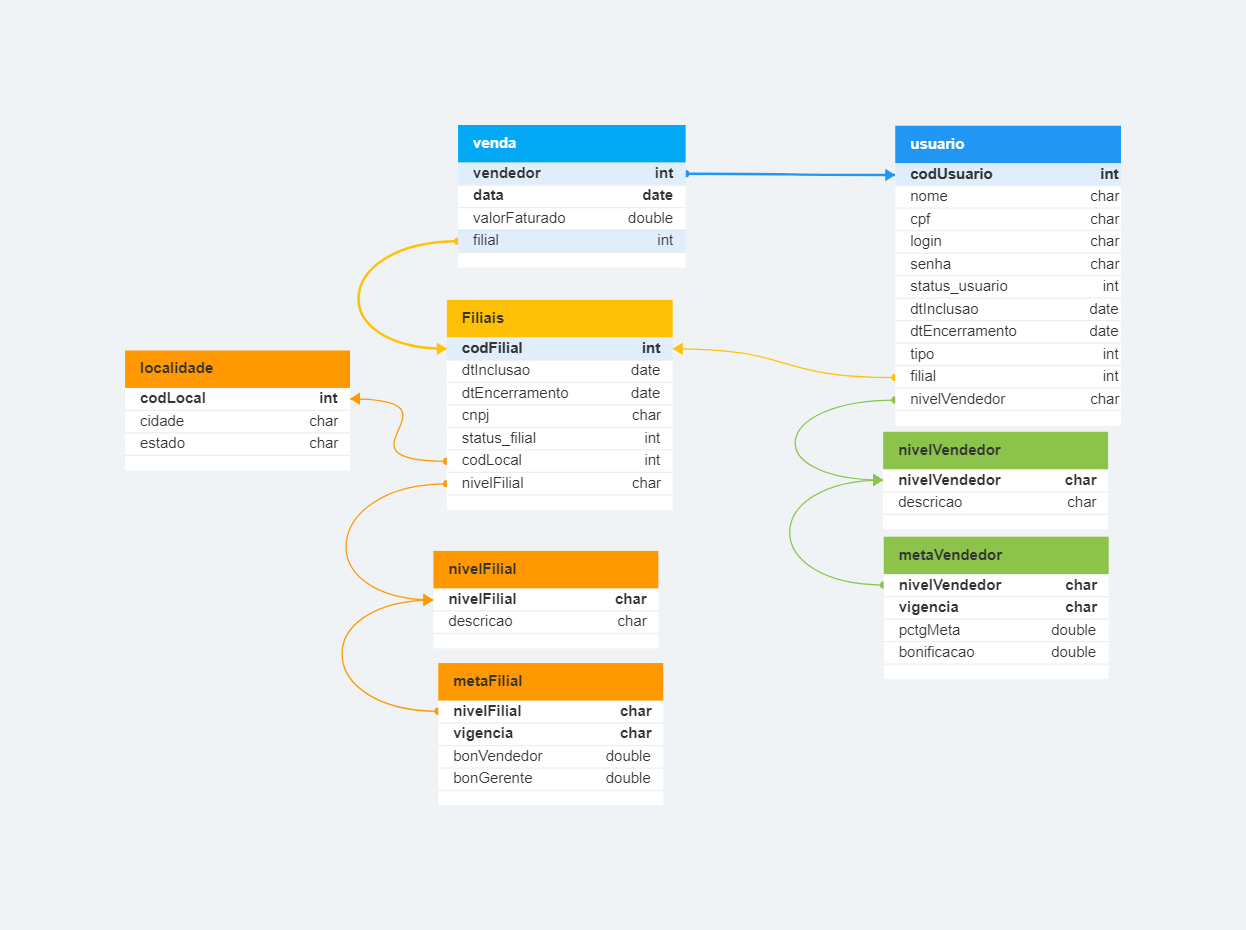 venda
vendedor int
data date
valorFaturado double
filial int
usuario
codUsuario int
nome char
cpf char
login char
senha char
status_usuario int
dtInclusao date
dtEncerramento date
tipo int
filial int
nivelVendedor char
Filiais
codFilial int
dtInclusao date
dtEncerramento date
cnpj char
status_filial int
codLocal int
nivelFilial char
localidade
codLocal int
cidade char
estado char
nivelVendedor
nivelVendedor char
descricao char
metaVendedor
nivelVendedor char
vigencia char
pctgMeta double
bonificacao double
nivelFilial
nivelFilial char
descricao char
metaFilial
nivelFilial char
vigencia char
bonVendedor double
bonGerente double